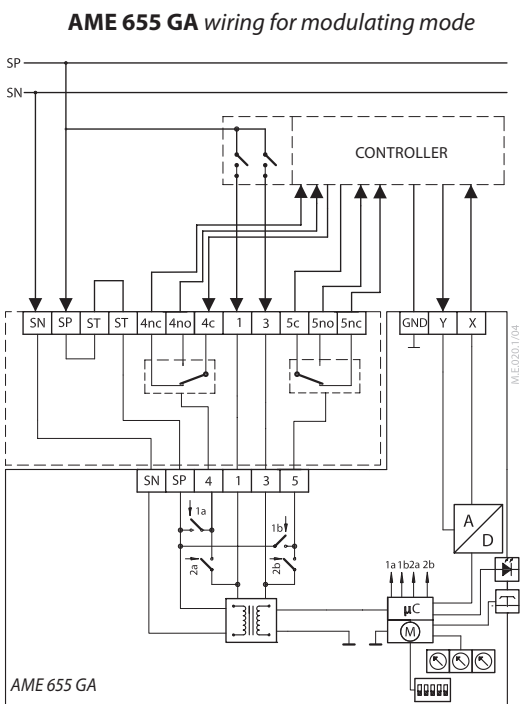 AME 655 GA wiring for modulating mode
SP
SN
CONTROLLER
SN SP ST ST 4nc 4no 4c 1 3 5c 5no 5nc GND Y X
M.E.020.1/04
SN SP 4 1 3 5
1a
1b
2a
2b
A
D
1a 1b 2a 2b
µC
M
AME 655 GA